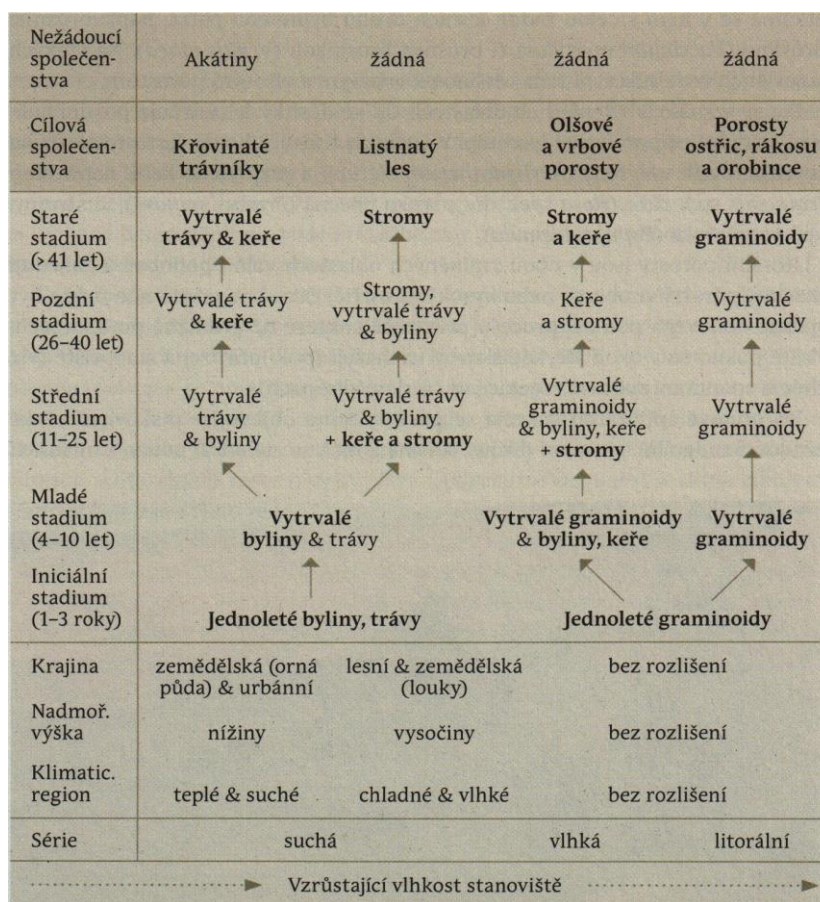 Nežádoucí
společen-
stva
Akátiny
žádná
žádná
žádná
Cílová
společen-
stva
Křovinaté
trávníky
Listnatý
les
Olšové
a vrbové
porosty
Porosty
ostřic, rákosu
a orobince
Staré
stadium
(> 41 let)
Vytrvalé
trávy & keře
Stromy
Stromy
a keře
Vytrvalé
graminoidy
Pozdní
stadium
(26–40 let)
Vytrvalé trávy
& keře
Stromy,
vytrvalé trávy
& byliny
Keře
a stromy
Vytrvalé
graminoidy
Střední
stadium
(11–25 let)
Vytrvalé
trávy
& byliny
Vytrvalé trávy
& byliny
+ keře a stromy
Vytrvalé
graminoidy
& byliny, keře
+ stromy
Vytrvalé
graminoidy
Mladé
stadium
(4–10 let)
Vytrvalé
byliny & trávy
Vytrvalé graminoidy
& byliny, keře
Vytrvalé
graminoidy
Iniciální
stadium
(1–3 roky)
Jednoleté byliny, trávy
Jednoleté graminoidy
Krajina
zemědělská (orná
půda) & urbánní
lesní & zemědělská
(louky)
bez rozlišení
Nadmoř.
výška
nížiny
vysočiny
bez rozlišení
Klimatic.
region
teplé & suché
chladné & vlhké
bez rozlišení
Série
suchá
vlhká
litorální
Vzrůstající vlhkost stanoviště